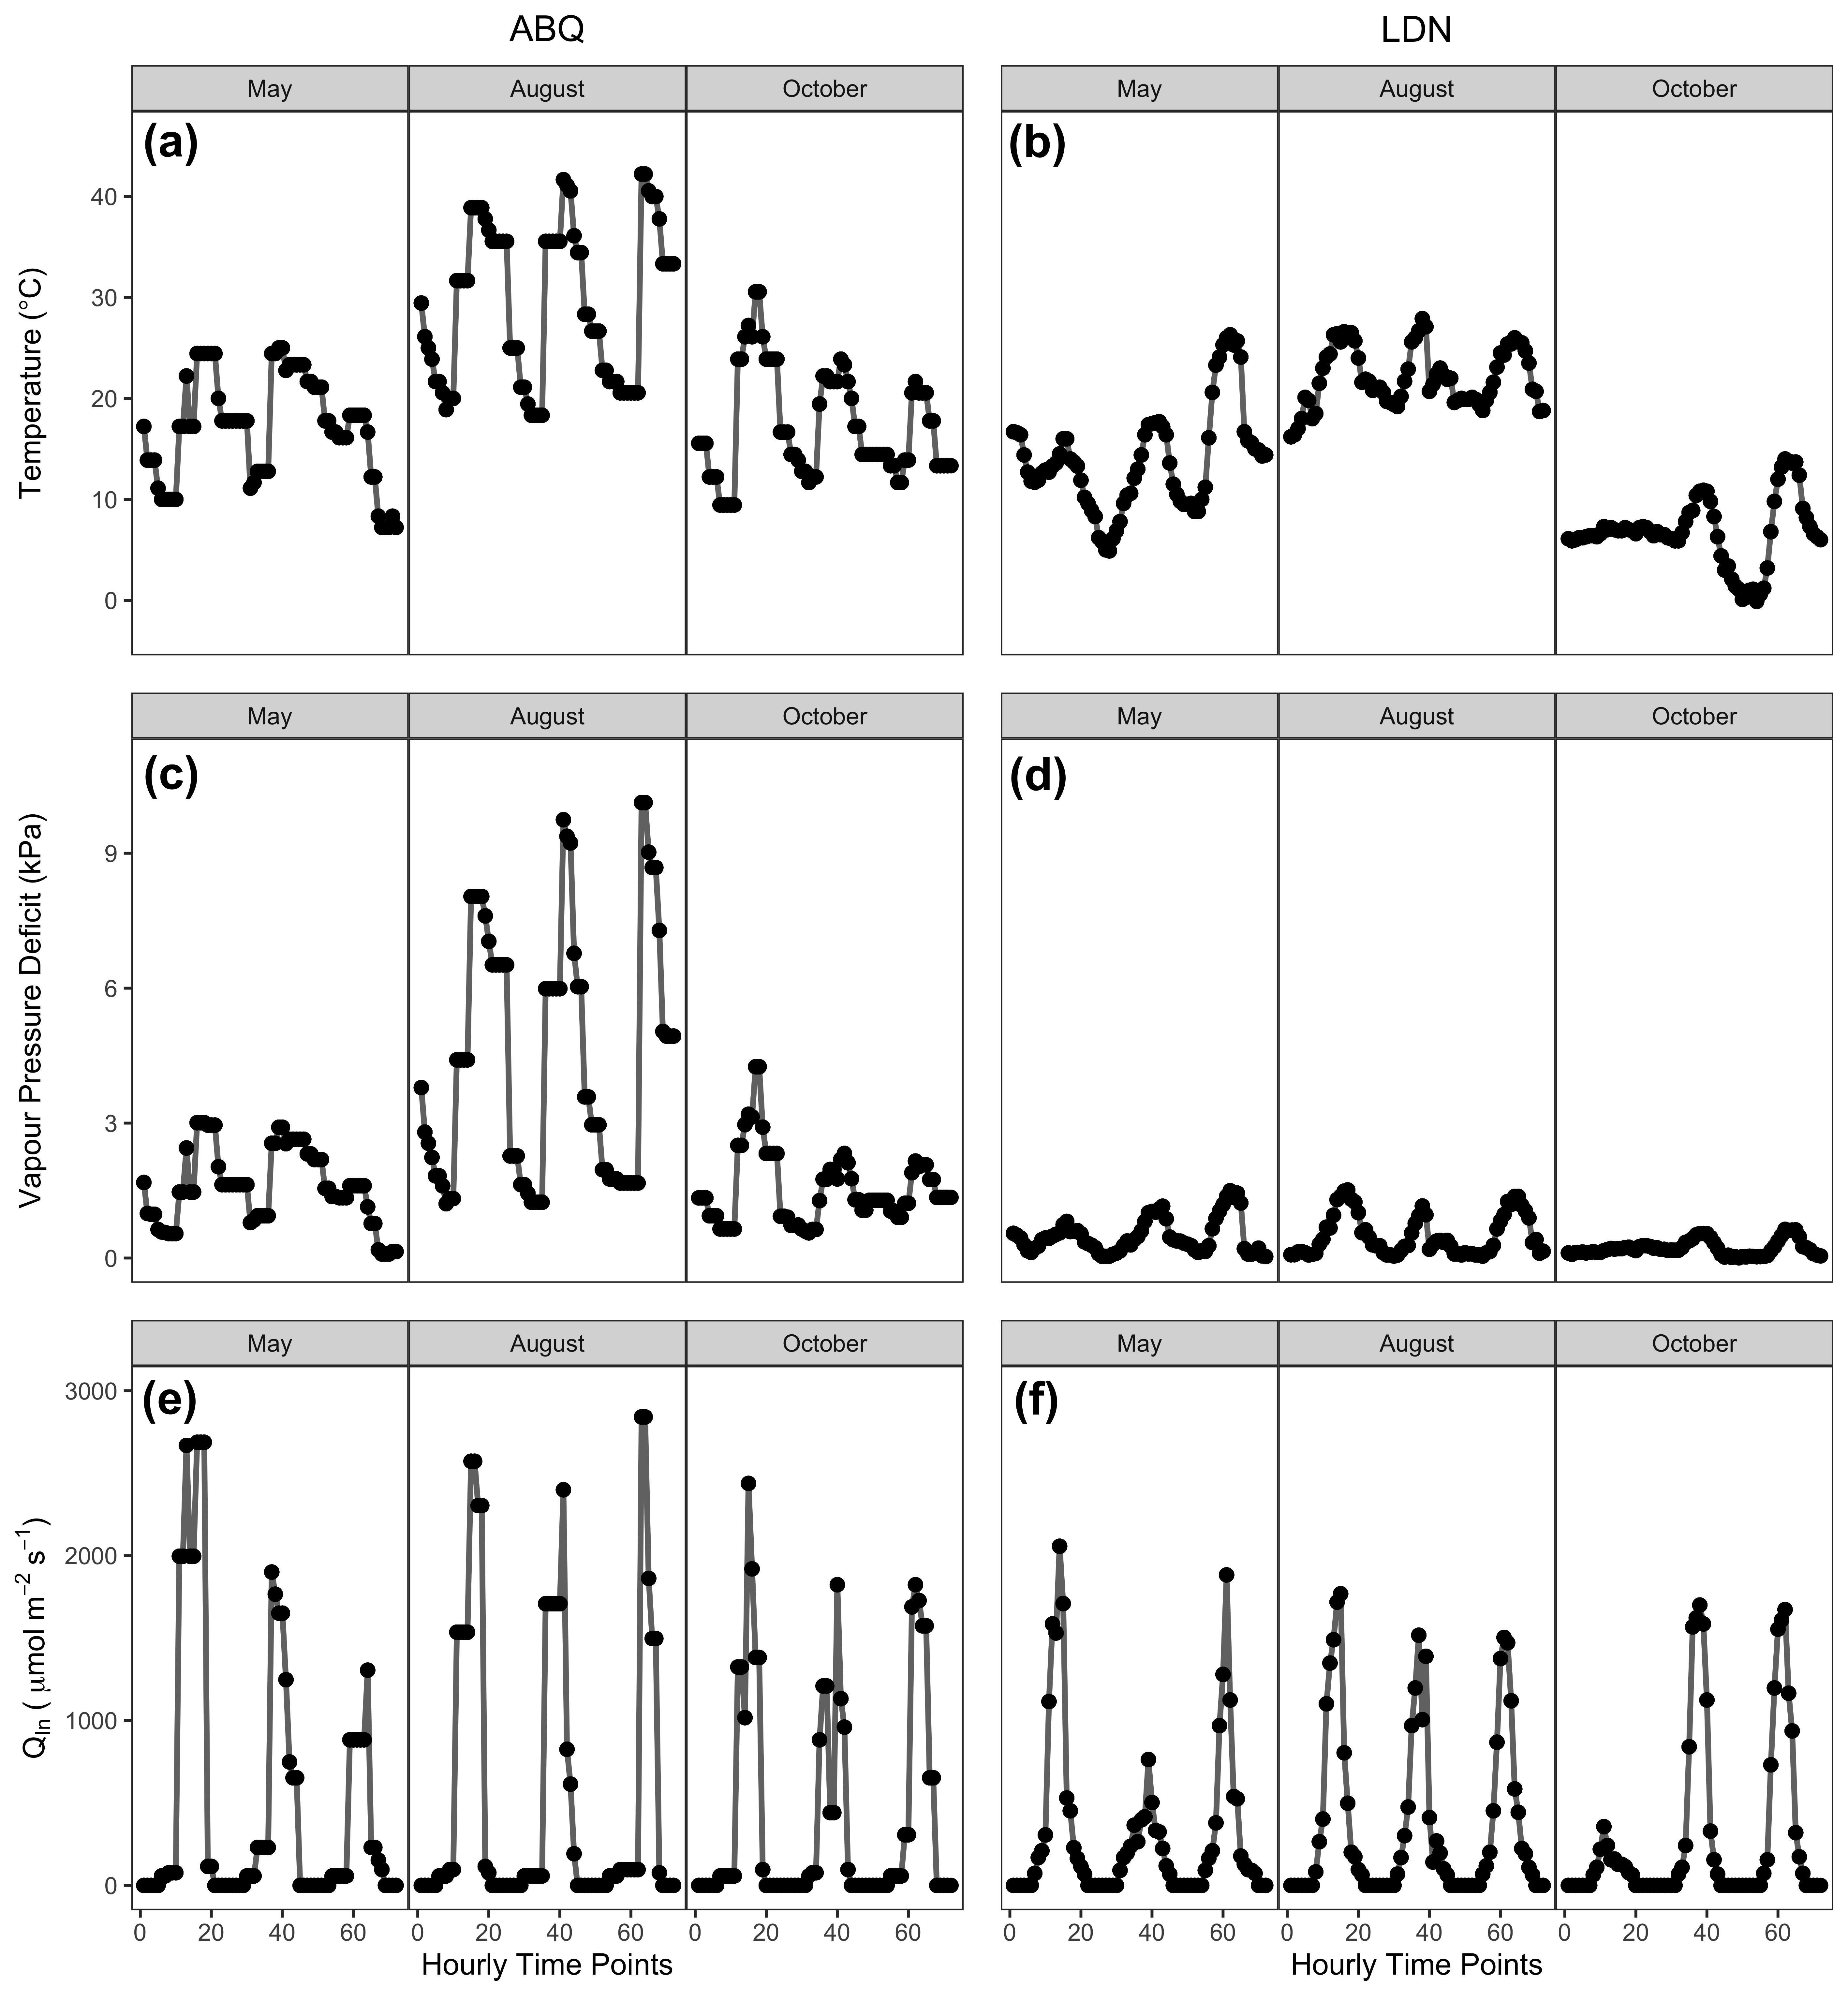 ABQ LDN
May August October May August October
(a) (b)
40
30
20
10
0
Temperature (°C)
May August October May August October
(c) (d)
9
6
3
0
Vapour Pressure Deficit (kPa)
May August October May August October
(e) (f)
3000
2000
1000
0
Q_In ( μmol m⁻² s⁻¹)
0 20 40 60 0 20 40 60 0 20 40 60 0 20 40 60 0 20 40 60 0 20 40 60
Hourly Time Points Hourly Time Points